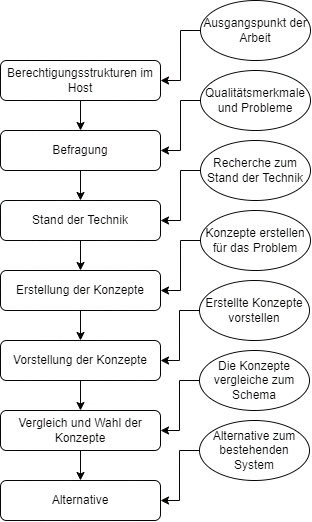 Ausgangspunkt der
Arbeit
Berechtigungsstrukturen im
Host
Qualitätsmerkmale
und Probleme
Befragung
Recherche zum
Stand der Technik
Stand der Technik
Konzepte erstellen
für das Problem
Erstellung der Konzepte
Erstellte Konzepte
vorstellen
Vorstellung der Konzepte
Die Konzepte
vergleiche zum
Schema
Vergleich und Wahl der
Konzepte
Alternative zum
bestehenden
System
Alternative